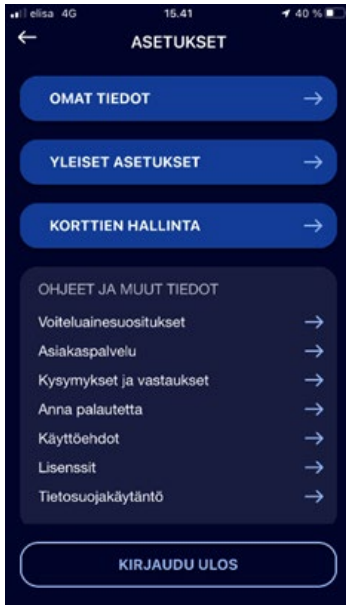 elisa 4G 15.41 40 %
ASETUKSET
OMAT TIEDOT
YLEISET ASETUKSET
KORTTIEN HALLINTA
OHJEET JA MUUT TIEDOT
Voiteluainesuositukset
Asiakaspalvelu
Kysymykset ja vastaukset
Anna palautetta
Käyttöehdot
Lisenssit
Tietosuojakäytäntö
KIRJAUDU ULOS